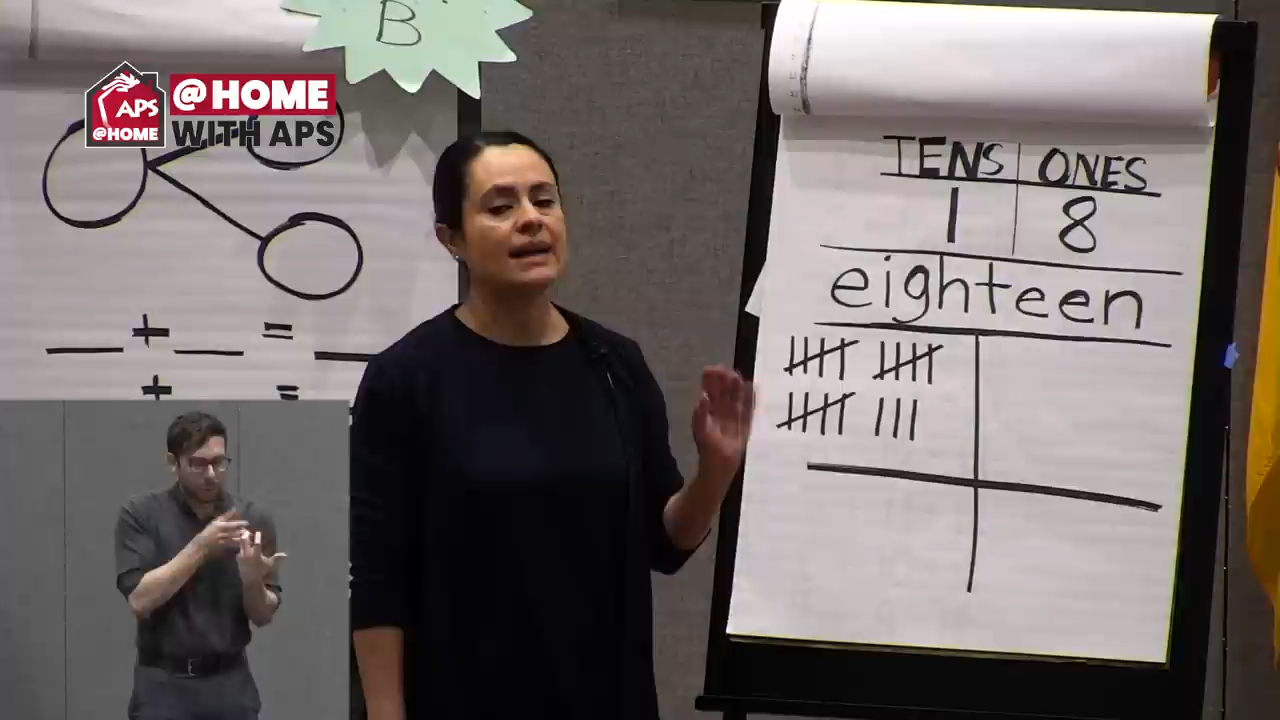 B
APS
@HOME
@HOME
WITH APS
+ =
+ =
TENS ONES
1 8
eighteen